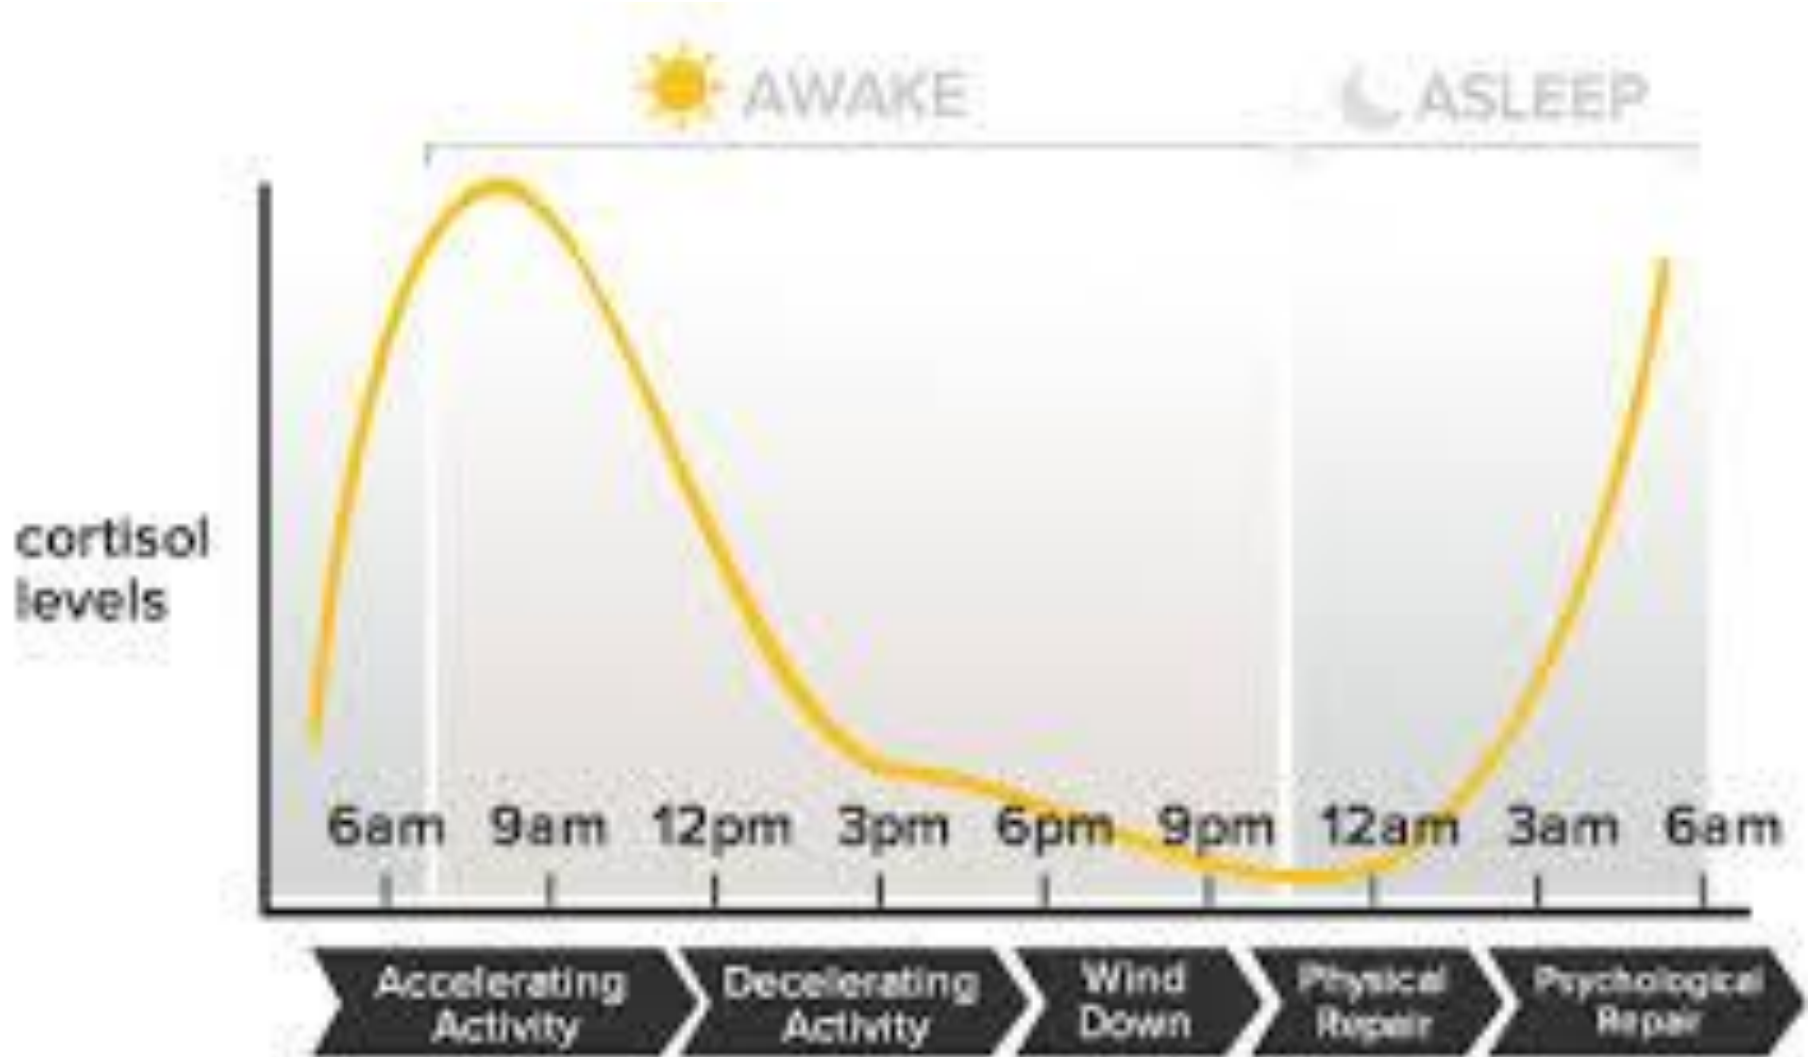 AWAKE
ASLEEP
cortisol
levels
6am 9am 12pm 3pm 6pm 9pm 12am 3am 6am
Accelerating
Activity
Decelerating
Activity
Wind
Down
Physical
Repair
Psychological
Repair